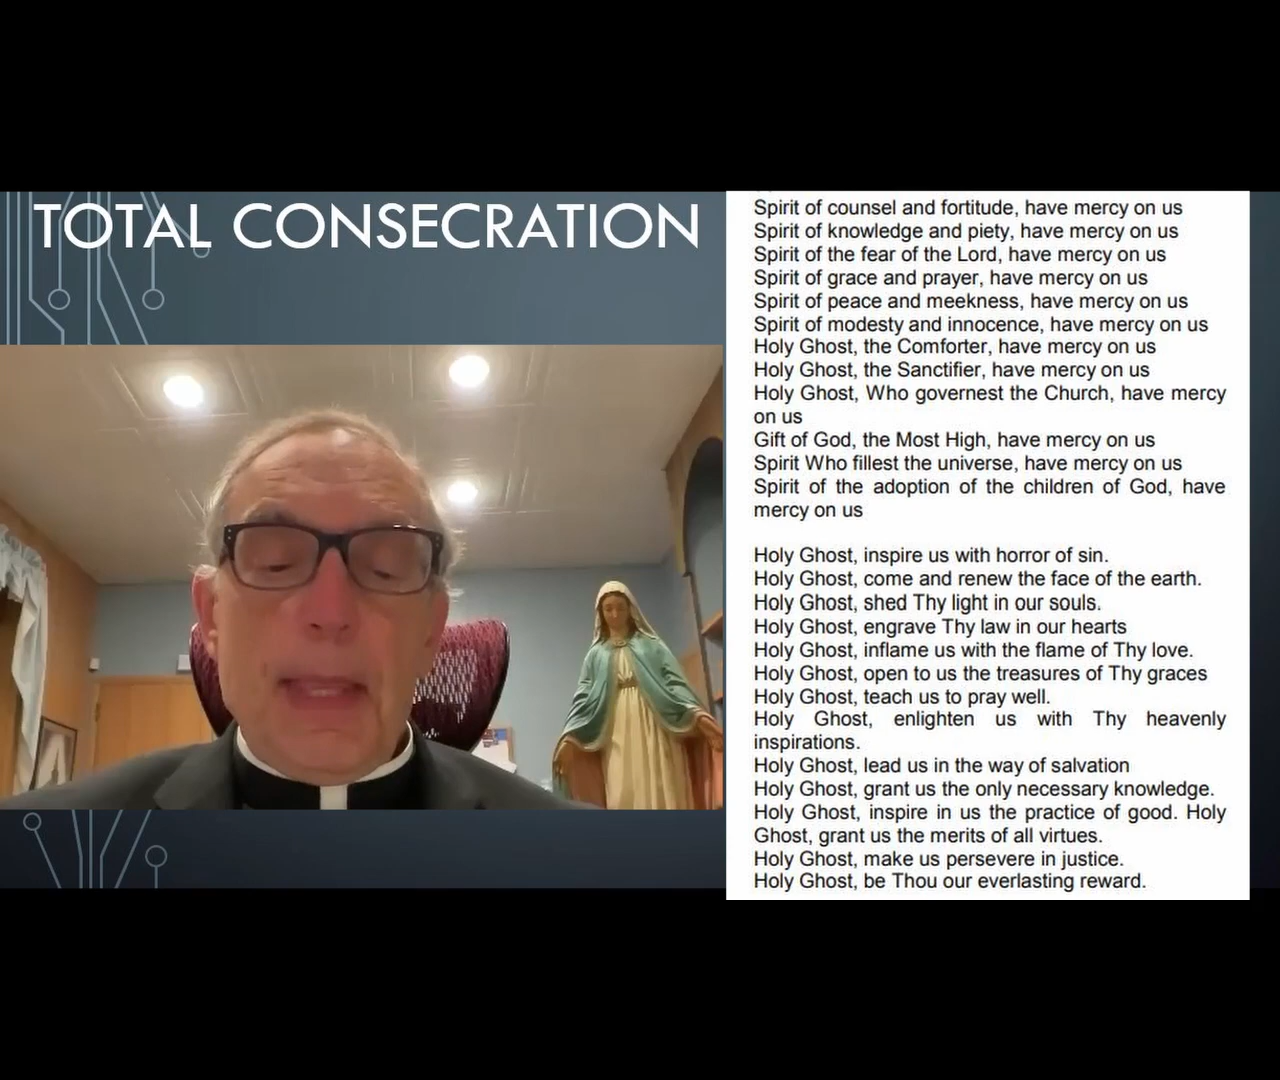 TOTAL CONSECRATION
Spirit of counsel and fortitude, have mercy on us
Spirit of knowledge and piety, have mercy on us
Spirit of the fear of the Lord, have mercy on us
Spirit of grace and prayer, have mercy on us
Spirit of peace and meekness, have mercy on us
Spirit of modesty and innocence, have mercy on us
Holy Ghost, the Comforter, have mercy on us
Holy Ghost, the Sanctifier, have mercy on us
Holy Ghost, Who governest the Church, have mercy
on us
Gift of God, the Most High, have mercy on us
Spirit Who fillest the universe, have mercy on us
Spirit of the adoption of the children of God, have
mercy on us
Holy Ghost, inspire us with horror of sin.
Holy Ghost, come and renew the face of the earth.
Holy Ghost, shed Thy light in our souls.
Holy Ghost, engrave Thy law in our hearts
Holy Ghost, inflame us with the flame of Thy love.
Holy Ghost, open to us the treasures of Thy graces
Holy Ghost, teach us to pray well.
Holy Ghost, enlighten us with Thy heavenly
inspirations.
Holy Ghost, lead us in the way of salvation
Holy Ghost, grant us the only necessary knowledge.
Holy Ghost, inspire in us the practice of good. Holy
Ghost, grant us the merits of all virtues.
Holy Ghost, make us persevere in justice.
Holy Ghost, be Thou our everlasting reward.